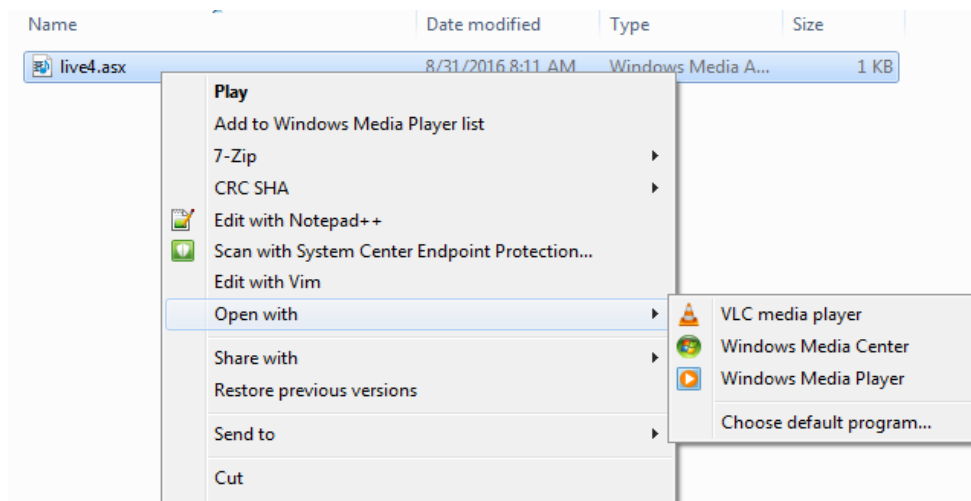 Name Date modified Type Size
live4.asx 8/31/2016 8:11 AM Windows Media A... 1 KB
Play
Add to Windows Media Player list
7-Zip
CRC SHA
Edit with Notepad++
Scan with System Center Endpoint Protection...
Edit with Vim
Open with
VLC media player
Windows Media Center
Windows Media Player
Choose default program...
Share with
Restore previous versions
Send to
Cut